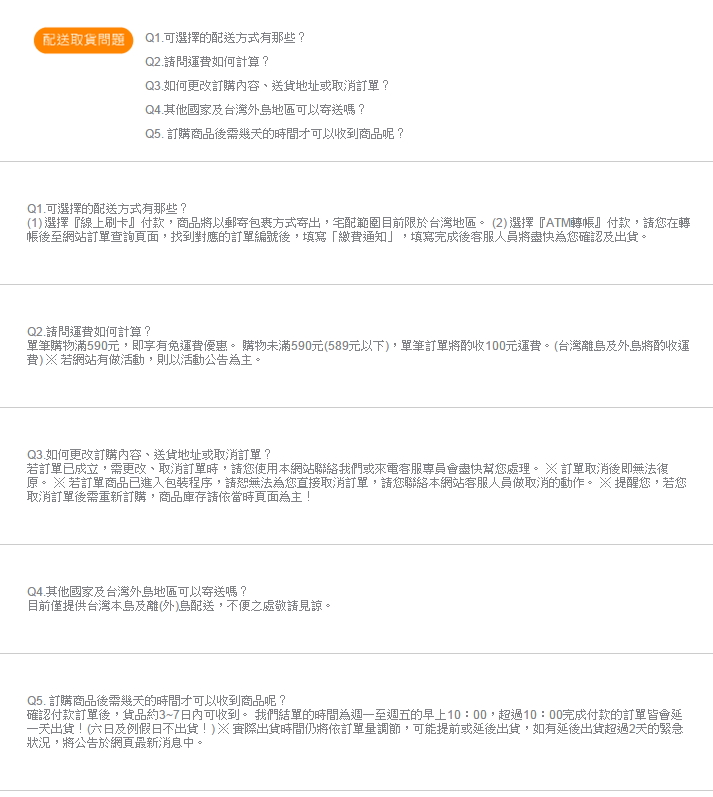 配送取貨問題
Q1.可選擇的配送方式有那些？
Q2.請問運費如何計算？
Q3.如何更改訂購內容、送貨地址或取消訂單？
Q4.其他國家及台灣外島地區可以寄送嗎？
Q5. 訂購商品後需幾天的時間才可以收到商品呢？
Q1.可選擇的配送方式有那些？
(1) 選擇『線上刷卡』付款，商品將以郵寄包裹方式寄出，宅配範圍目前限於台灣地區。 (2) 選擇『ATM轉帳』付款，請您在轉
帳後至網站訂單查詢頁面，找到對應的訂單編號後，填寫「繳費通知」，填寫完成後客服人員將盡快為您確認及出貨。
Q2.請問運費如何計算？
單筆購物滿590元，即享有免運費優惠。 購物未滿590元(589元以下)，單筆訂單將酌收100元運費。(台灣離島及外島將酌收運
費) ※ 若網站有做活動，則以活動公告為主。
Q3.如何更改訂購內容、送貨地址或取消訂單？
若訂單已成立，需更改、取消訂單時，請您使用本網站聯絡我們或來電客服專員會盡快幫您處理。 ※ 訂單取消後即無法復
原。 ※ 若訂單商品已進入包裝程序，請恕無法為您直接取消訂單，請您聯絡本網站客服人員做取消的動作。 ※ 提醒您，若您
取消訂單後需重新訂購，商品庫存請依當時頁面為主！
Q4.其他國家及台灣外島地區可以寄送嗎？
目前僅提供台灣本島及離(外)島配送，不便之處敬請見諒。
Q5. 訂購商品後需幾天的時間才可以收到商品呢？
確認付款訂單後，貨品約3~7日內可收到。 我們結單的時間為週一至週五的早上10：00，超過10：00完成付款的訂單皆會延
一天出貨！(六日及例假日不出貨！) ※ 實際出貨時間仍將依訂單量調節，可能提前或延後出貨，如有延後出貨超過2天的緊急
狀況，將公告於網頁最新消息中。